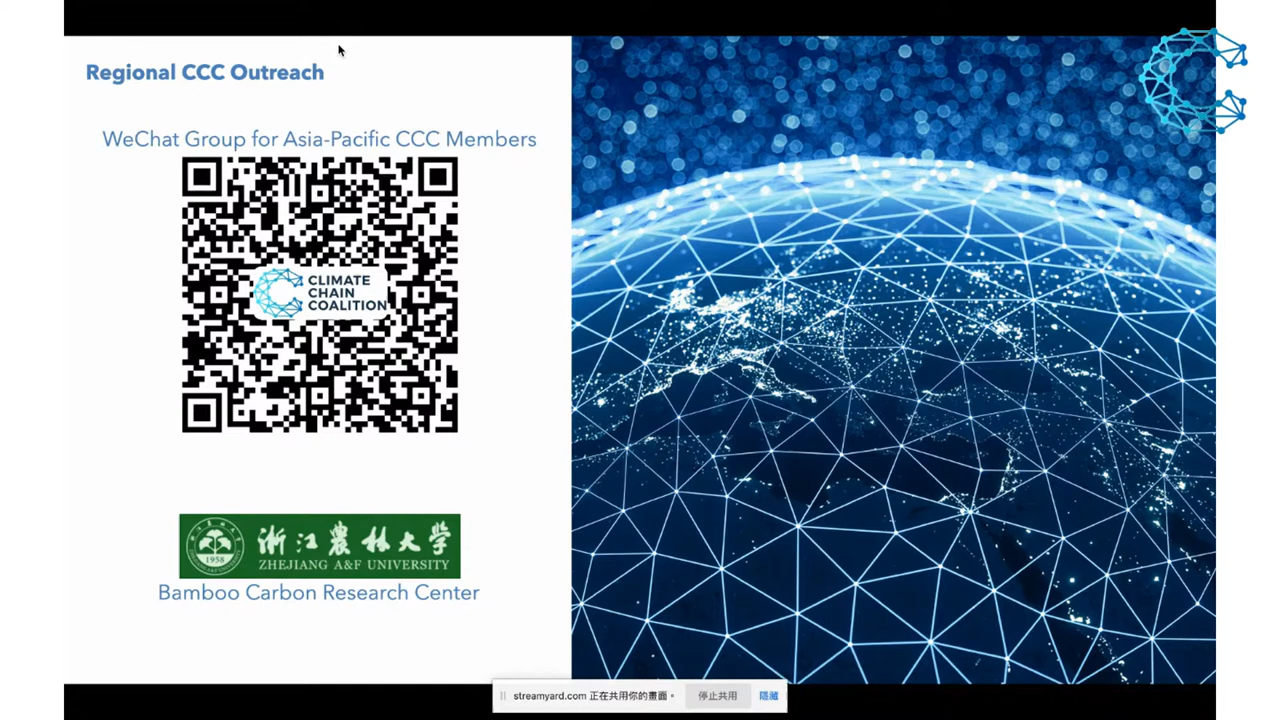 Regional CCC Outreach
WeChat Group for Asia-Pacific CCC Members
CLIMATE
CHAIN
COALITION
浙江农林大学
ZHEJIANG A&F UNIVERSITY
1958
Bamboo Carbon Research Center
streamyard.com 正在共用你的畫面。 停止共用 隱藏